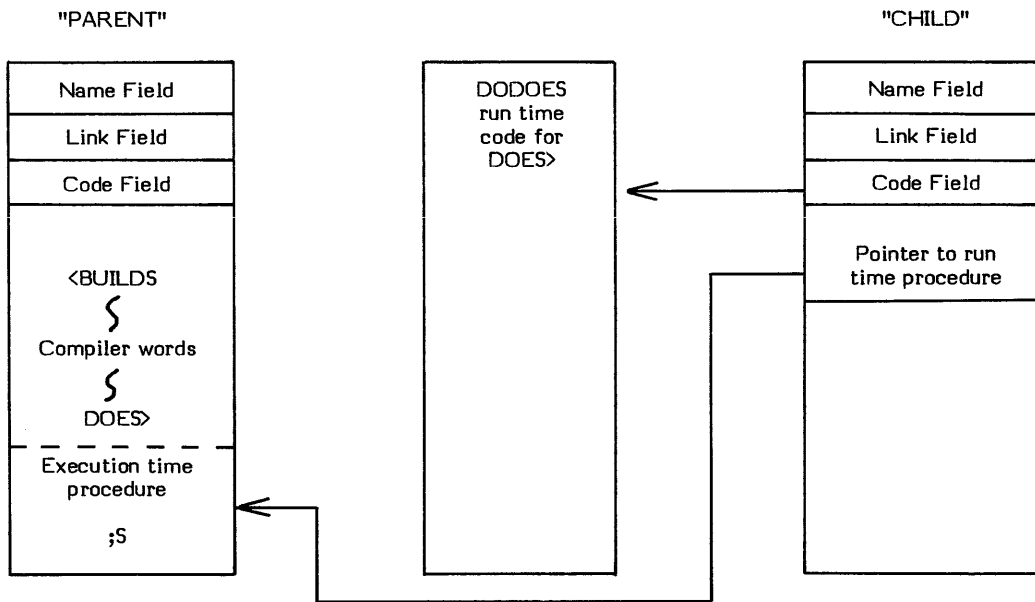 "PARENT"
Name Field
Link Field
Code Field
<BUILDS
Compiler words
DOES>
Execution time
procedure
;S
DODOES
run time
code for
DOES>
"CHILD"
Name Field
Link Field
Code Field
Pointer to run
time procedure